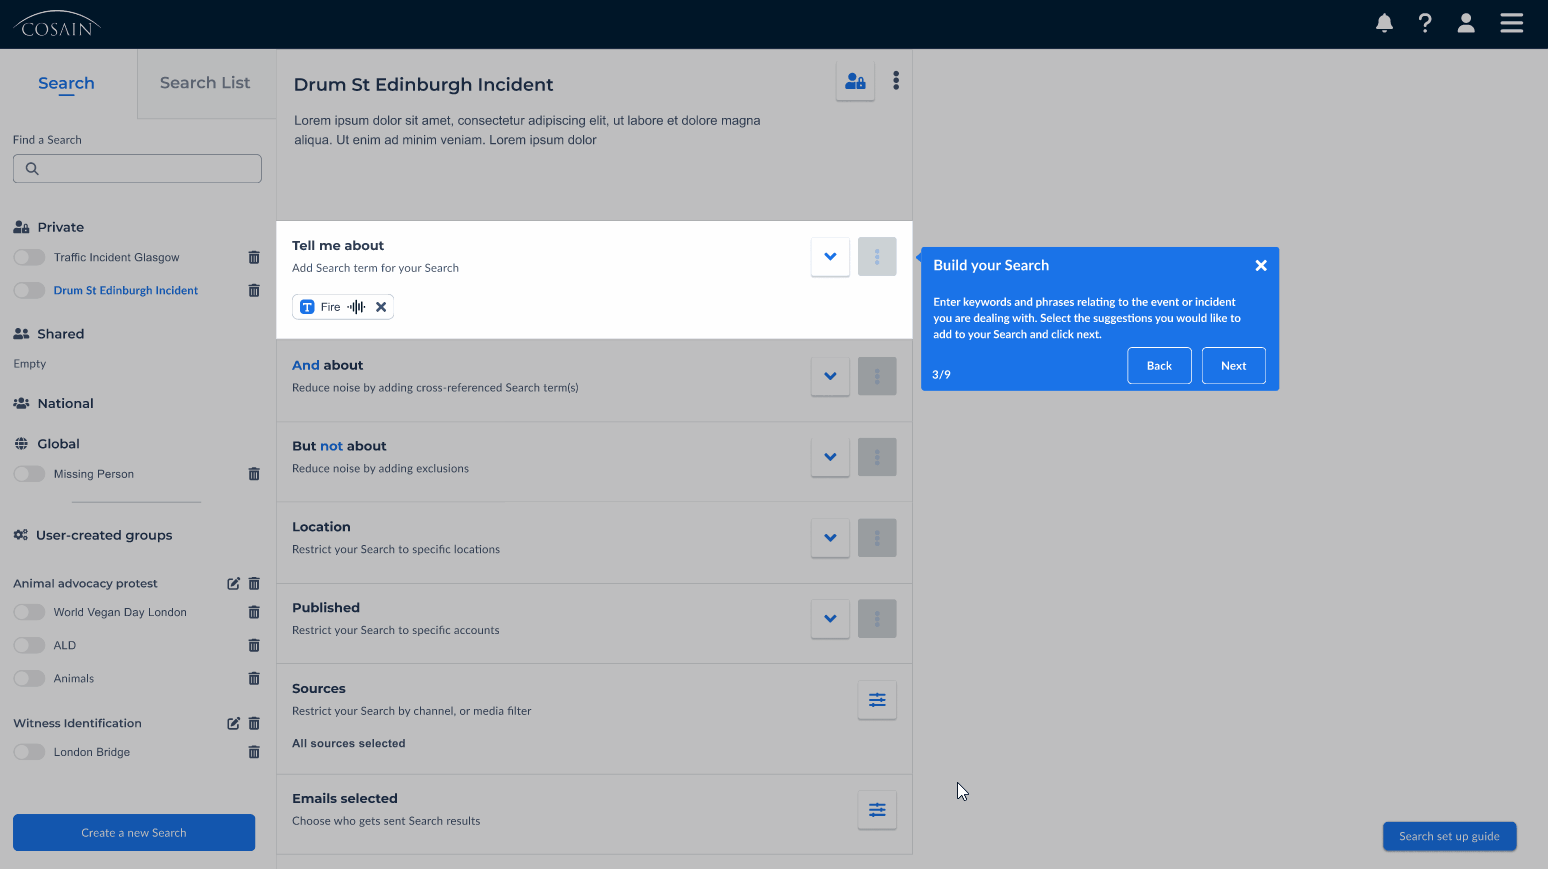 COSAIN
Search
Search List
Find a Search
Private
Traffic Incident Glasgow
Drum St Edinburgh Incident
Shared
Empty
National
Global
Missing Person
User-created groups
Animal advocacy protest
World Vegan Day London
ALD
Animals
Witness Identification
London Bridge
Create a new Search
Drum St Edinburgh Incident
Lorem ipsum dolor sit amet, consectetur adipiscing elit, ut labore et dolore magna
aliqua. Ut enim ad minim veniam. Lorem ipsum dolor
Tell me about
Add Search term for your Search
T Fire
And about
Reduce noise by adding cross-referenced Search term(s)
But not about
Reduce noise by adding exclusions
Location
Restrict your Search to specific locations
Published
Restrict your Search to specific accounts
Sources
Restrict your Search by channel, or media filter
All sources selected
Emails selected
Choose who gets sent Search results
Build your Search
Enter keywords and phrases relating to the event or incident
you are dealing with. Select the suggestions you would like to
add to your Search and click next.
3/9
Back
Next
Search set up guide